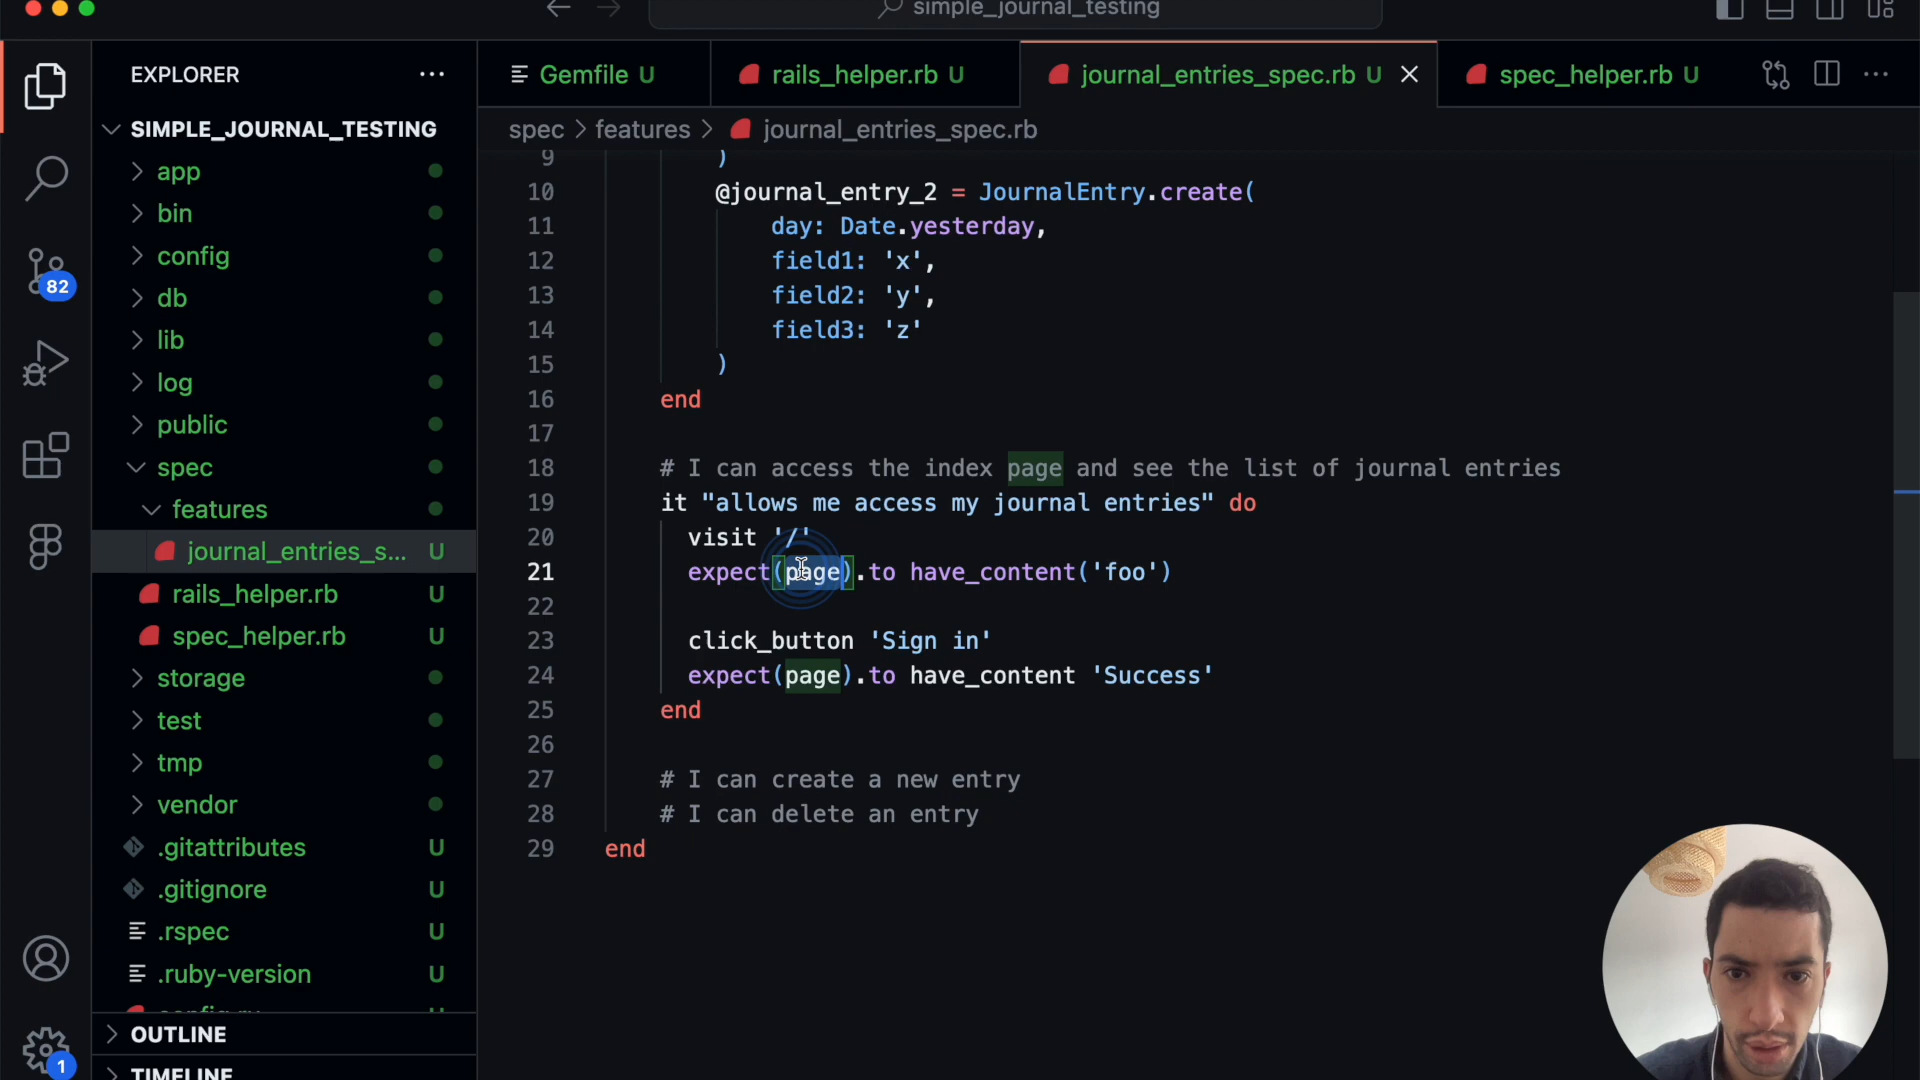 simple_journal_testing
EXPLORER
Gemfile U
rails_helper.rb U
journal_entries_spec.rb U
spec_helper.rb U
SIMPLE_JOURNAL_TESTING
spec > features > journal_entries_spec.rb
app
bin
config
db
lib
log
public
spec
features
journal_entries_s... U
rails_helper.rb U
spec_helper.rb U
storage
test
tmp
vendor
.gitattributes U
.gitignore U
.rspec U
.ruby-version U
OUTLINE
TIMELINE
82
1
9 )
10 @journal_entry_2 = JournalEntry.create(
11 day: Date.yesterday,
12 field1: 'x',
13 field2: 'y',
14 field3: 'z'
15 )
16 end
17
18 # I can access the index page and see the list of journal entries
19 it "allows me access my journal entries" do
20 visit '/'
21 expect(page).to have_content('foo')
22
23 click_button 'Sign in'
24 expect(page).to have_content 'Success'
25 end
26
27 # I can create a new entry
28 # I can delete an entry
29 end